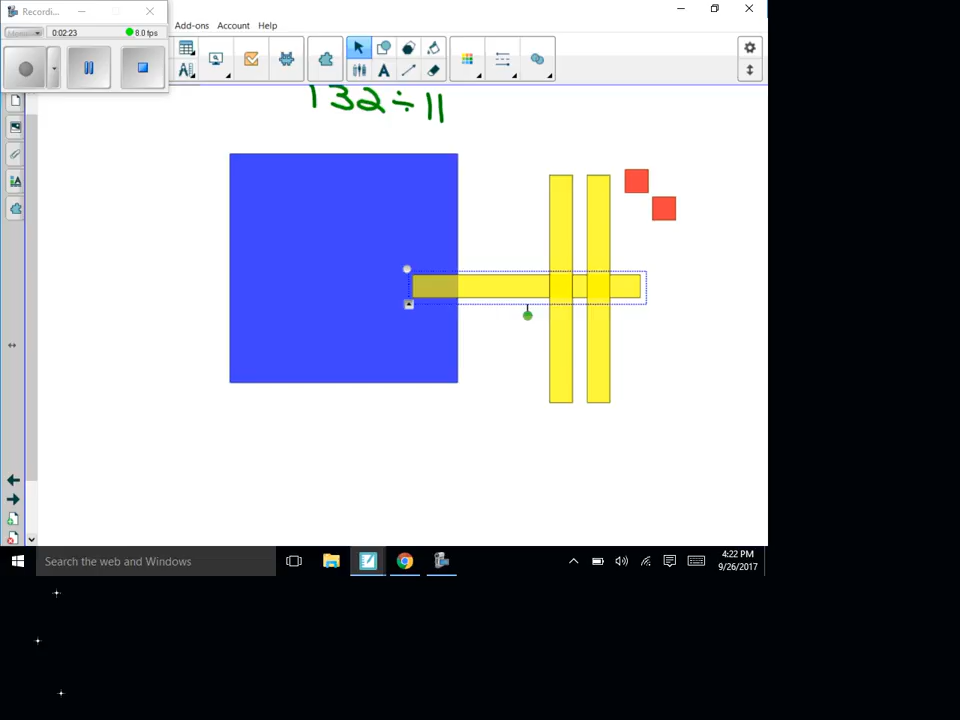 Recordi...
Menu
0:02:23
8.0 fps
Add-ons Account Help
132÷11
Search the web and Windows
4:22 PM
9/26/2017